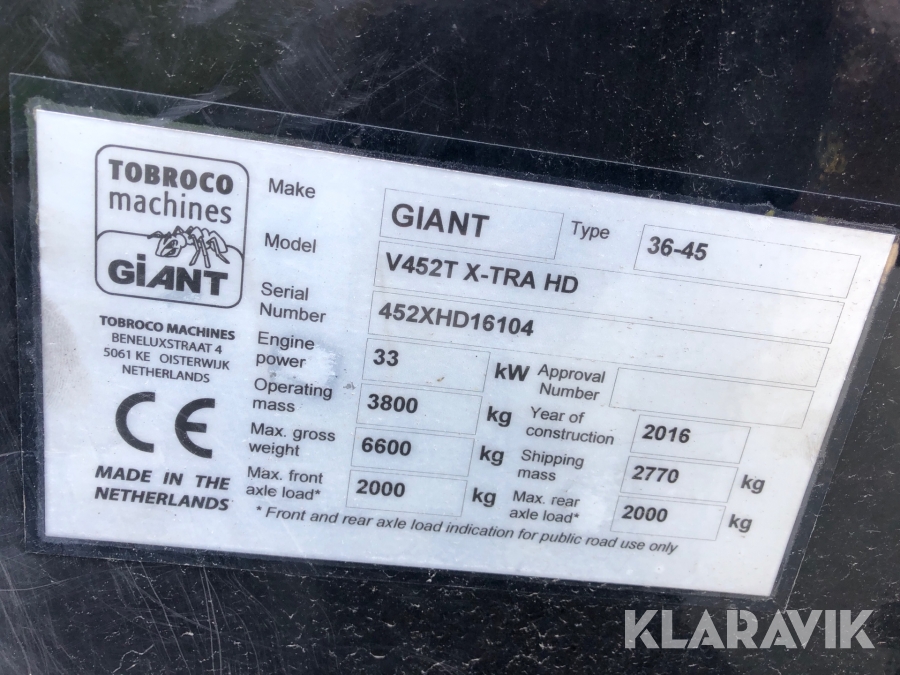 TOBROCO
machines
GiANT
TOBROCO MACHINES
BENELUXSTRAAT 4
5061 KE OISTERWIJK
NETHERLANDS
CE
MADE IN THE
NETHERLANDS
Make GIANT Type 36-45
Model V452T X-TRA HD
Serial
Number 452XHD16104
Engine
power 33 kW Approval
Number
Operating
mass 3800 kg Year of
construction 2016
Max. gross
weight 6600 kg Shipping
mass 2770 kg
Max. front
axle load* 2000 kg Max. rear
axle load* 2000 kg
* Front and rear axle load indication for public road use only
KLARAVIK